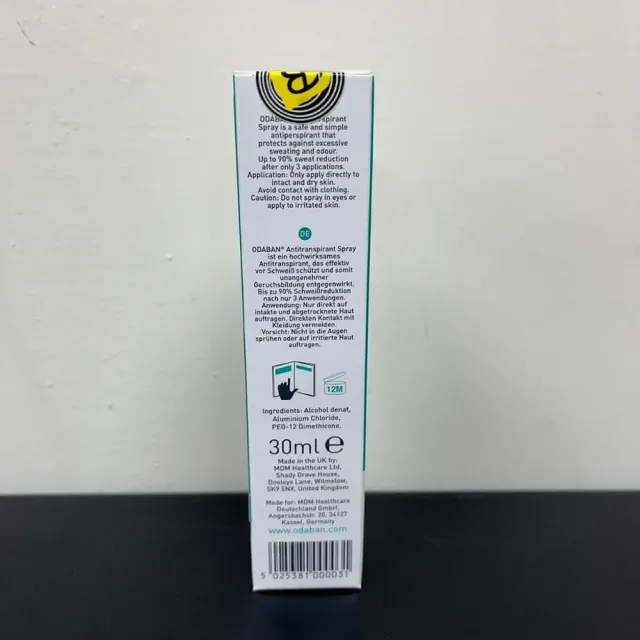 ODABAN
Spray is a safe and simple
antiperspirant that
protects against excessive
sweating and odour.
Up to 90% sweat reduction
after only 3 applications.
Application: Only apply directly to
intact and dry skin.
Avoid contact with clothing.
Caution: Do not spray in eyes or
apply to irritated skin.
DE
ODABAN® Antitranspirant Spray
ist ein hochwirksames
Antitranspirant, das effektiv
vor Schweiß schützt und somit
unangenehmer
Geruchsbildung entgegenwirkt.
Bis zu 90% Schweißreduktion
nach nur 3 Anwendungen.
Anwendung: Nur direkt auf
intakte und abgetrocknete Haut
auftragen. Direkten Kontakt mit
Kleidung vermeiden.
Vorsicht: Nicht in die Augen
sprühen oder auf irritierte Haut
auftragen.
12M
Ingredients: Alcohol denat,
Aluminium Chloride,
PEG-12 Dimethicone.
30ml e
Made in the UK by:
MDM Healthcare Ltd,
Shady Grove House,
Dooleys Lane, Wilmslow,
SK9 5NX, United Kingdom
Made for: MDM Healthcare
Deutschland GmbH,
Angersbachstr. 20, 34127
Kassel, Germany
www.odaban.com
5 025381 000031